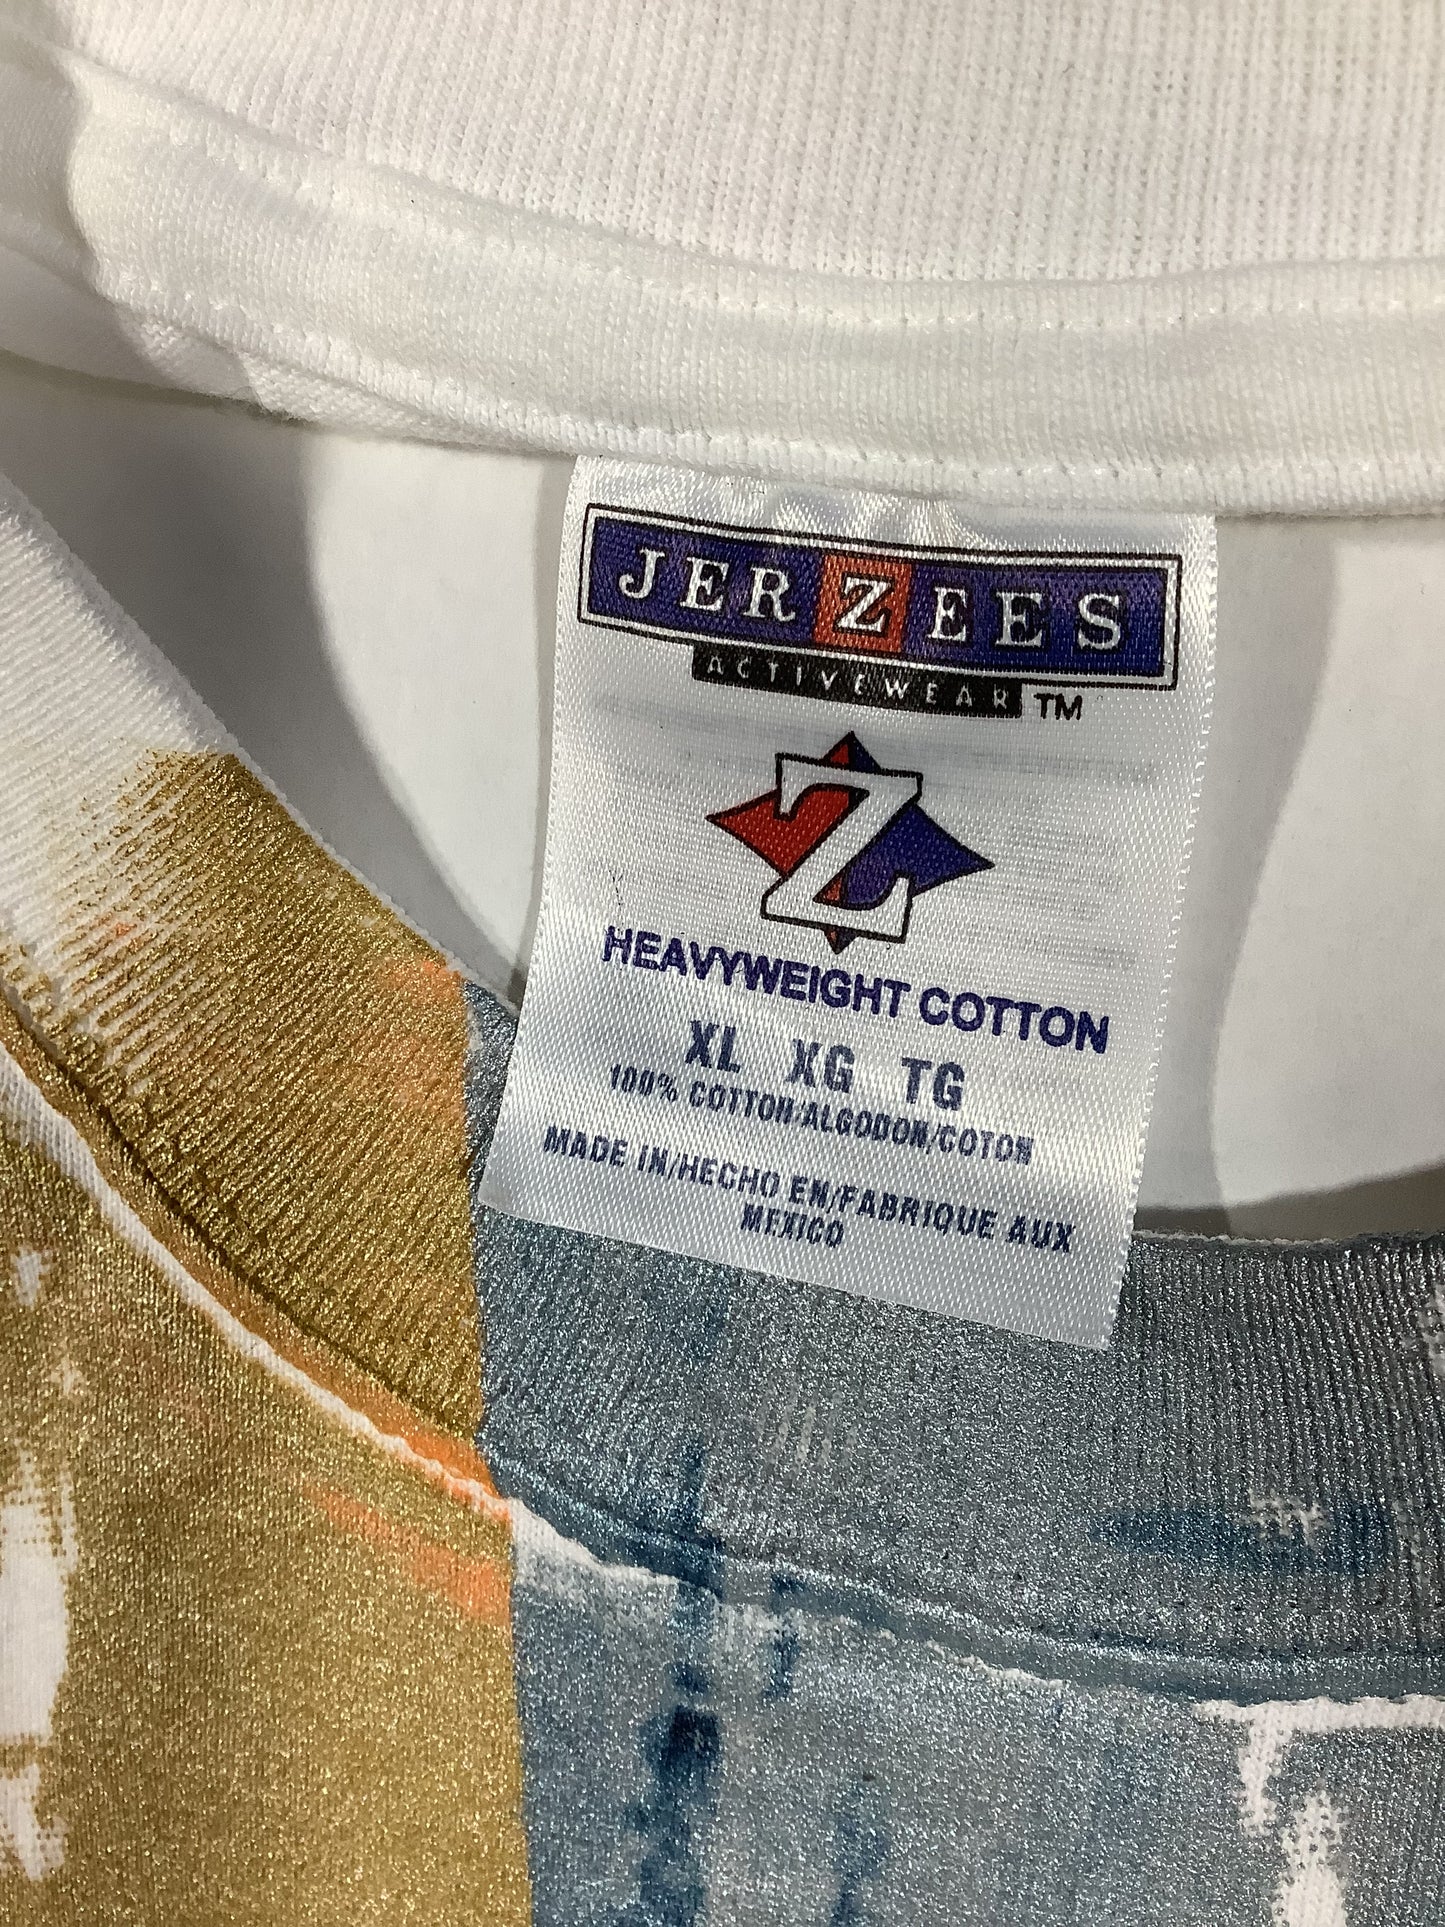 JERZEES
ACTIVEWEAR TM
Z
HEAVYWEIGHT COTTON
XL XG TG
100% COTTON/ALGODON/COTON
MADE IN/HECHO EN/FABRIQUE AUX
MEXICO